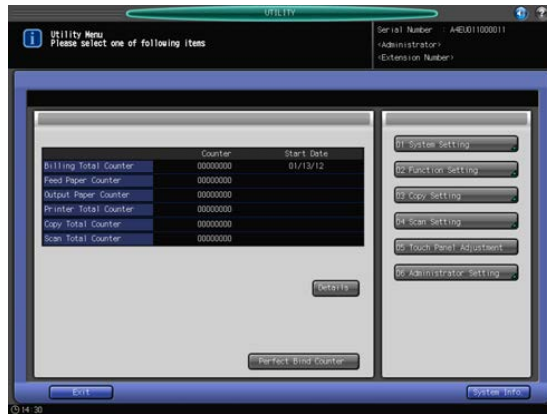 UTILITY
Utility Menu
Please select one of following items
Serial Number : A4EU011000011
<Administrator>
<Extension Number>
Counter Start Date
Billing Total Counter 00000000 01/13/12
Feed Paper Counter 00000000
Output Paper Counter 00000000
Printer Total Counter 00000000
Copy Total Counter 00000000
Scan Total Counter 00000000
Details
Perfect Bind Counter
01 System Setting
02 Function Setting
03 Copy Setting
04 Scan Setting
05 Touch Panel Adjustment
06 Administrator Setting
Exit
System Info.
14:30